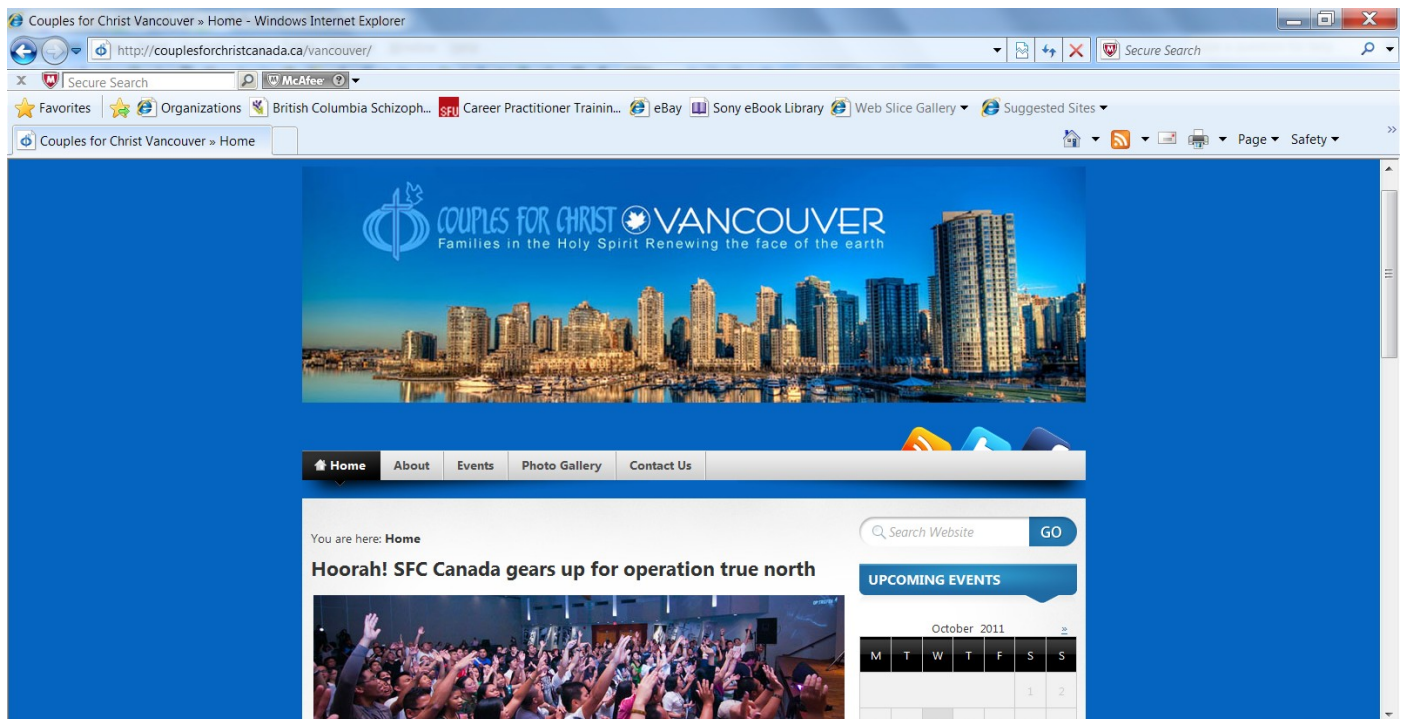 Couples for Christ Vancouver » Home - Windows Internet Explorer
http://couplesforchristcanada.ca/vancouver/
Secure Search
X Secure Search McAfee ?
Favorites Organizations British Columbia Schizoph... SFU Career Practitioner Trainin... eBay Sony eBook Library Web Slice Gallery Suggested Sites
Couples for Christ Vancouver » Home
Page Safety »
COUPLES FOR CHRIST VANCOUVER
Families in the Holy Spirit Renewing the face of the earth
Home About Events Photo Gallery Contact Us
You are here: Home
Search Website GO
Hoorah! SFC Canada gears up for operation true north
UPCOMING EVENTS
October 2011 »
M T W T F S S
1 2